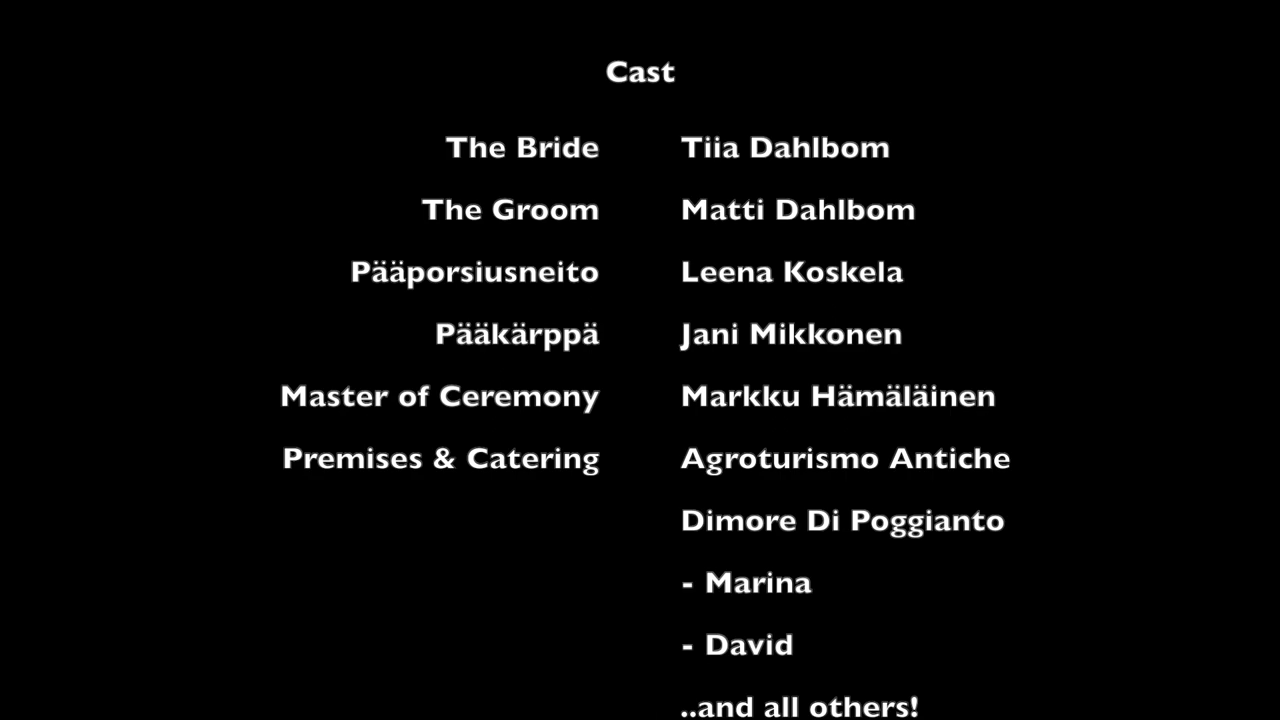 Cast
The Bride Tiia Dahlbom
The Groom Matti Dahlbom
Pääporsiusneito Leena Koskela
Pääkärppä Jani Mikkonen
Master of Ceremony Markku Hämäläinen
Premises & Catering Agroturismo Antiche
Dimore Di Poggianto
- Marina
- David
..and all others!